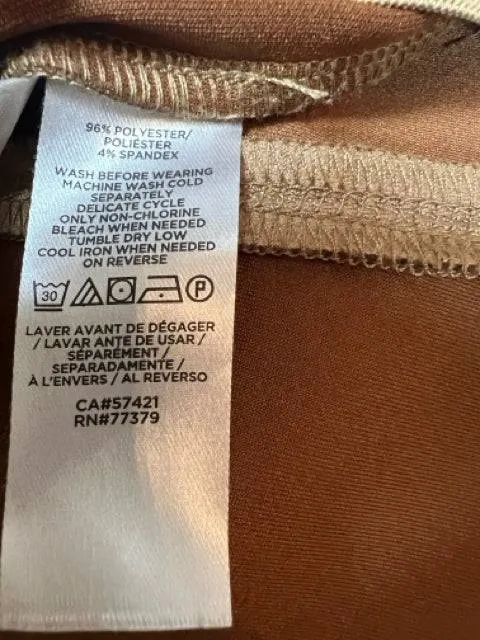 96% POLYESTER/
POLIÉSTER
4% SPANDEX
WASH BEFORE WEARING
MACHINE WASH COLD
SEPARATELY
DELICATE CYCLE
ONLY NON-CHLORINE
BLEACH WHEN NEEDED
TUMBLE DRY LOW
COOL IRON WHEN NEEDED
ON REVERSE
30 P
LAVER AVANT DE DÉGAGER
/ LAVAR ANTE DE USAR /
SÉPARÉMENT /
SEPARADAMENTE /
À L'ENVERS / AL REVERSO
CA#57421
RN#77379